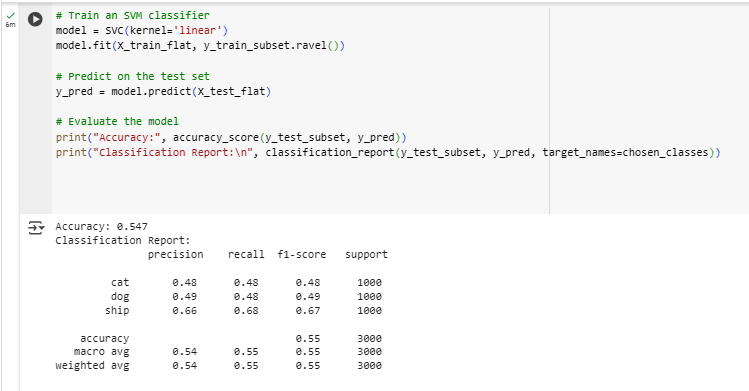 6m
# Train an SVM classifier
model = SVC(kernel='linear')
model.fit(X_train_flat, y_train_subset.ravel())
# Predict on the test set
y_pred = model.predict(X_test_flat)
# Evaluate the model
print("Accuracy:", accuracy_score(y_test_subset, y_pred))
print("Classification Report:\n", classification_report(y_test_subset, y_pred, target_names=chosen_classes))
Accuracy: 0.547
Classification Report:
precision recall f1-score support
cat 0.48 0.48 0.48 1000
dog 0.49 0.48 0.49 1000
ship 0.66 0.68 0.67 1000
accuracy 0.55 3000
macro avg 0.54 0.55 0.55 3000
weighted avg 0.54 0.55 0.55 3000